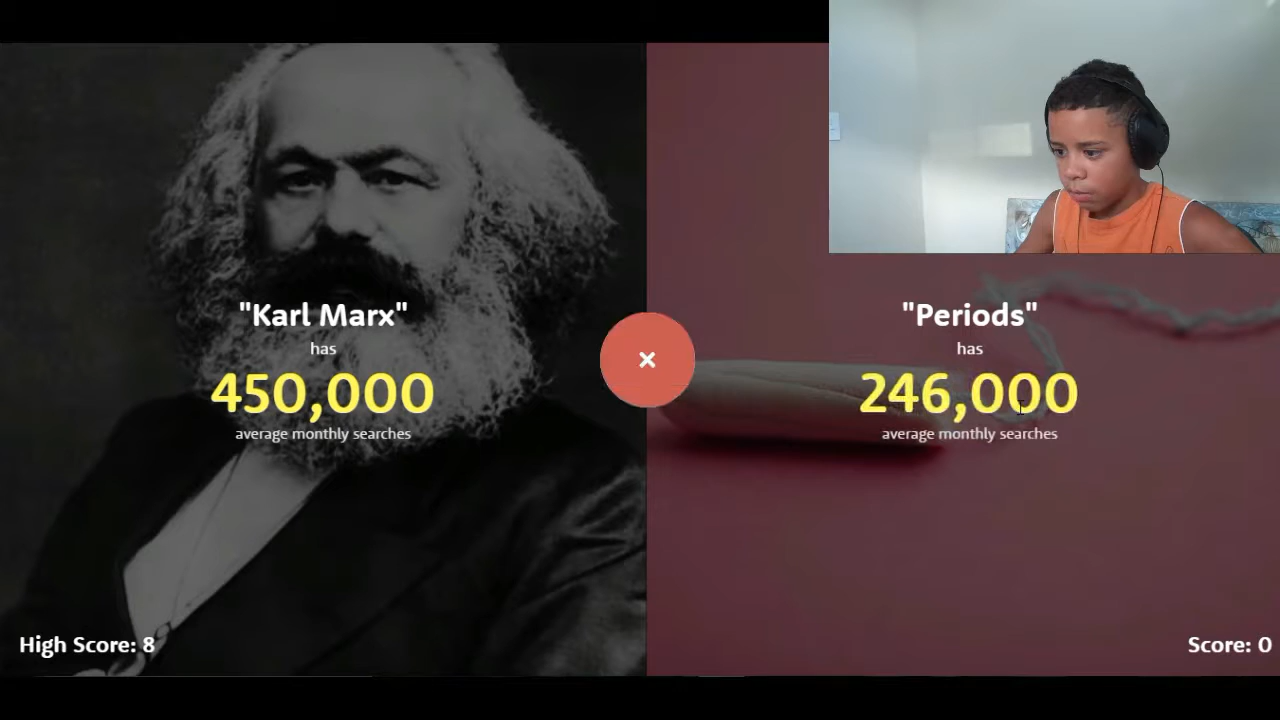 "Karl Marx"
has
450,000
average monthly searches
"Periods"
has
246,000
average monthly searches
High Score: 8
Score: 0